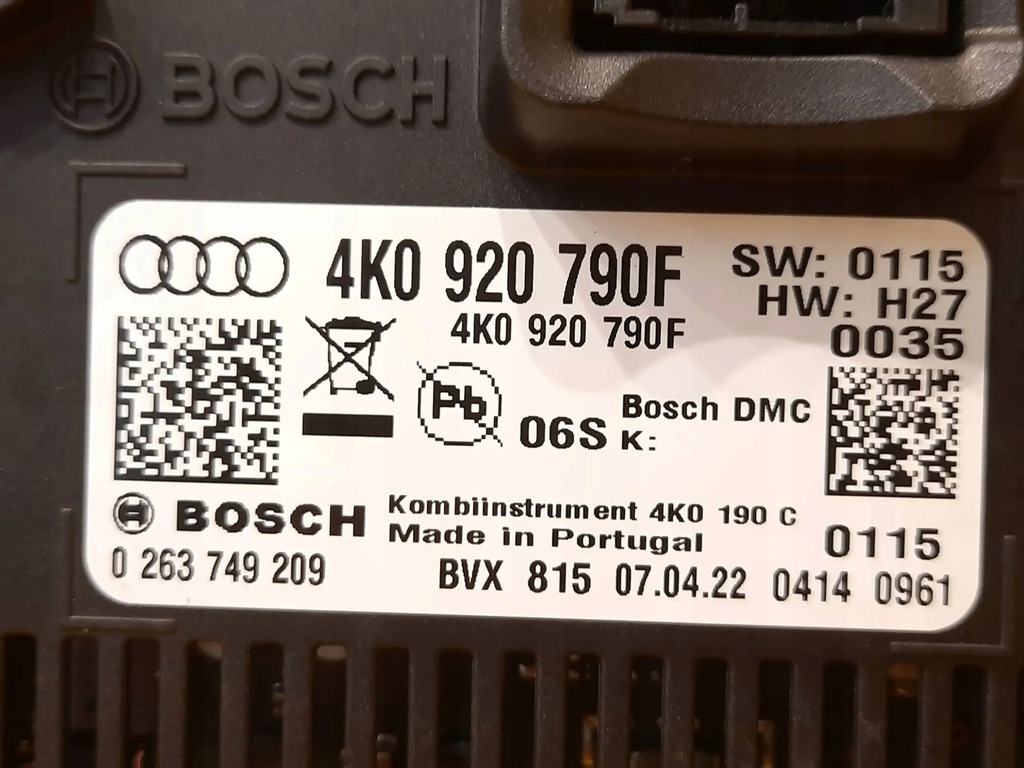 BOSCH
4K0 920 790F
SW: 0115
HW: H27
4K0 920 790F
0035
Pb
06S
Bosch DMC
K:
BOSCH
Kombiinstrument 4K0 190 C
Made in Portugal
0115
0 263 749 209
BVX 815 07.04.22 0414 0961